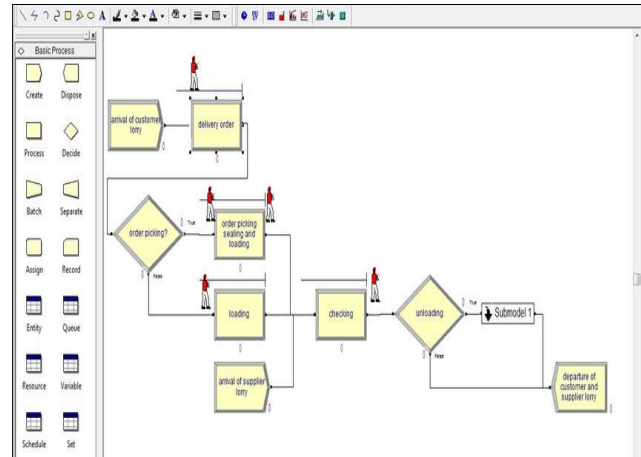 A
Basic Process
Create
Dispose
Process
Decide
Batch
Separate
Assign
Record
Entity
Queue
Resource
Variable
Schedule
Set
arrival of customer
lorry
0
delivery order
0
order picking?
0
True
False
order picking
sealing and
loading
0
loading
0
checking
0
arrival of supplier
lorry
0
unloading
0
True
0
False
Submodel 1
departure of
customer and
supplier lorry
0